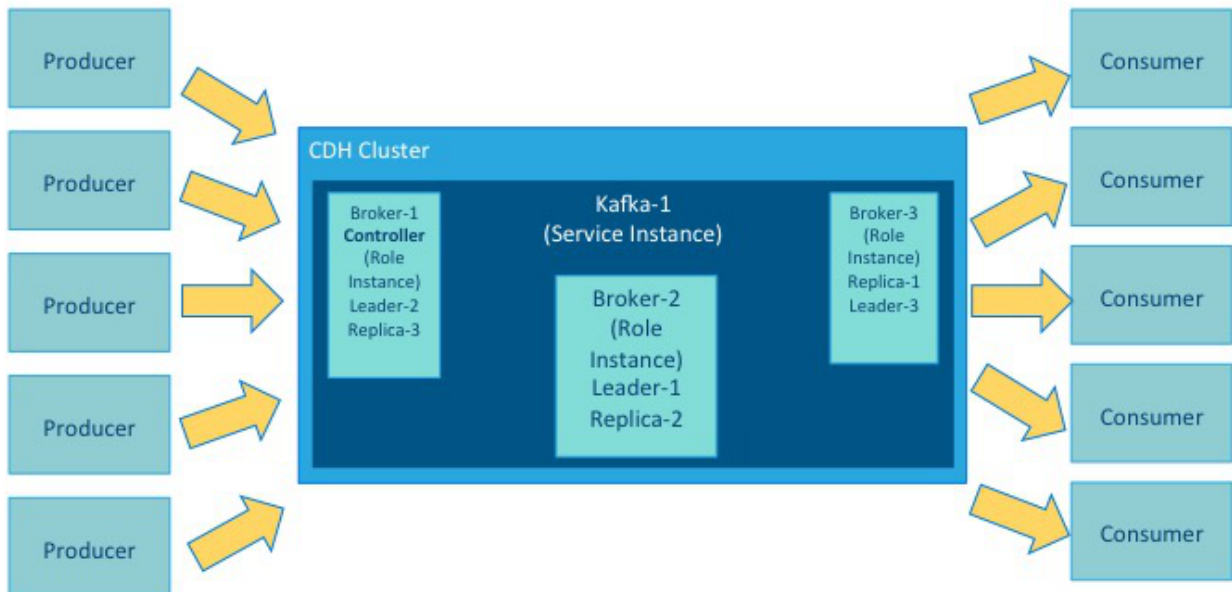 Producer
Producer
Producer
Producer
Producer
CDH Cluster
Broker-1
Controller
(Role
Instance)
Leader-2
Replica-3
Kafka-1
(Service Instance)
Broker-2
(Role
Instance)
Leader-1
Replica-2
Broker-3
(Role
Instance)
Replica-1
Leader-3
Consumer
Consumer
Consumer
Consumer
Consumer